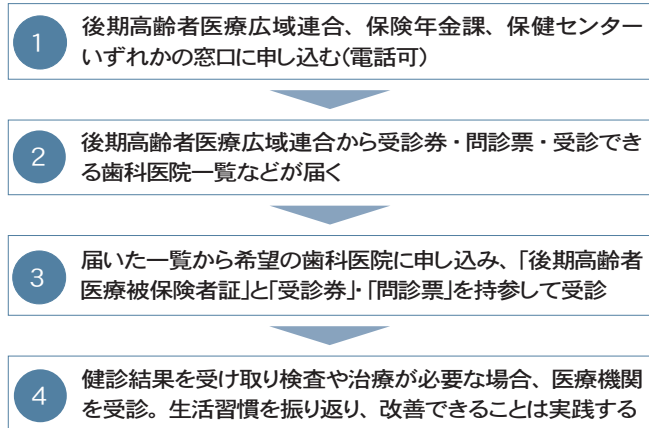 1
後期高齢者医療広域連合、保険年金課、保健センター
いずれかの窓口に申し込む(電話可)
2
後期高齢者医療広域連合から受診券・問診票・受診でき
る歯科医院一覧などが届く
3
届いた一覧から希望の歯科医院に申し込み、「後期高齢者
医療被保険者証」と「受診券」・「問診票」を持参して受診
4
健診結果を受け取り検査や治療が必要な場合、医療機関
を受診。生活習慣を振り返り、改善できることは実践する